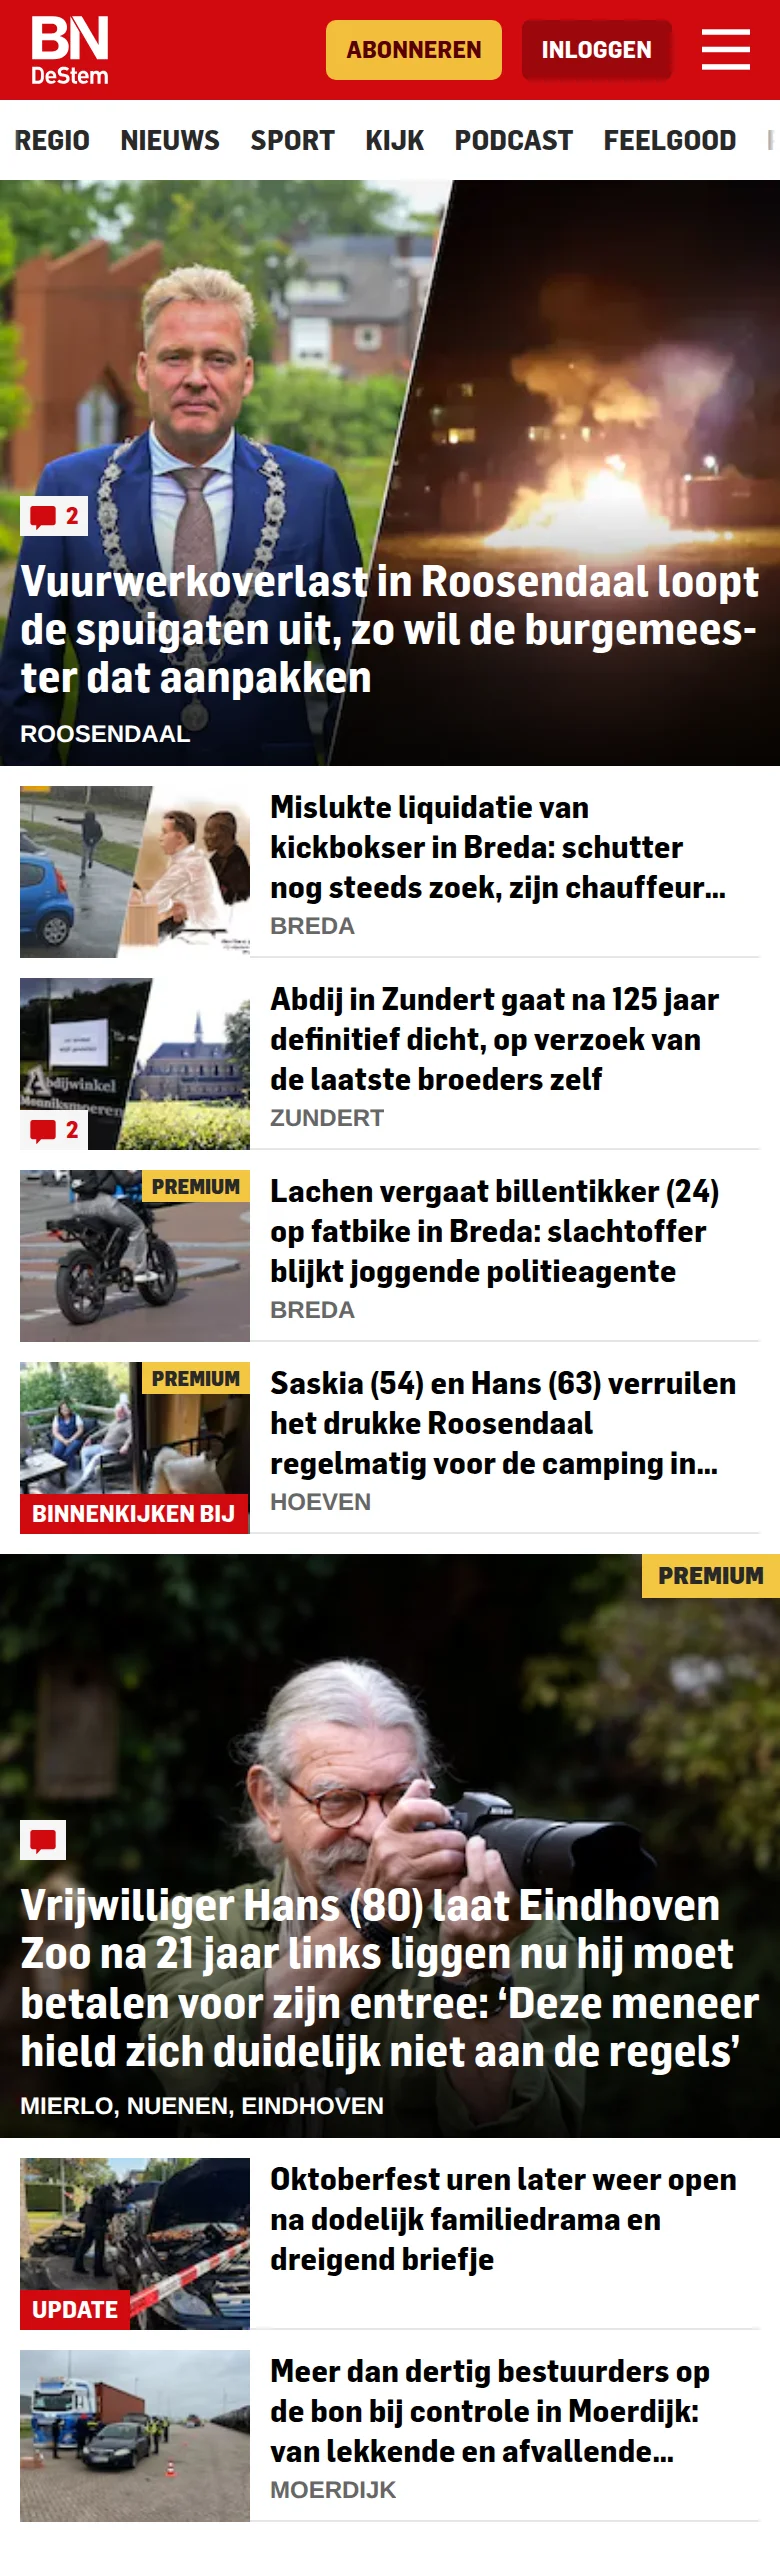 BN
DeStem
ABONNEREN
INLOGGEN
REGIO NIEUWS SPORT KIJK PODCAST FEELGOOD
2
Vuurwerkoverlast in Roosendaal loopt
de spuigaten uit, zo wil de burgemees-
ter dat aanpakken
ROOSENDAAL
Mislukte liquidatie van
kickbokser in Breda: schutter
nog steeds zoek, zijn chauffeur...
BREDA
Abdijwinkel
Monniksmoeren
2
Abdij in Zundert gaat na 125 jaar
definitief dicht, op verzoek van
de laatste broeders zelf
ZUNDERT
PREMIUM
Lachen vergaat billentikker (24)
op fatbike in Breda: slachtoffer
blijkt joggende politieagente
BREDA
PREMIUM
BINNENKIJKEN BIJ
Saskia (54) en Hans (63) verruilen
het drukke Roosendaal
regelmatig voor de camping in...
HOEVEN
PREMIUM
Vrijwilliger Hans (80) laat Eindhoven
Zoo na 21 jaar links liggen nu hij moet
betalen voor zijn entree: ‘Deze meneer
hield zich duidelijk niet aan de regels’
MIERLO, NUENEN, EINDHOVEN
UPDATE
Oktoberfest uren later weer open
na dodelijk familiedrama en
dreigend briefje
Meer dan dertig bestuurders op
de bon bij controle in Moerdijk:
van lekkende en afvallende...
MOERDIJK